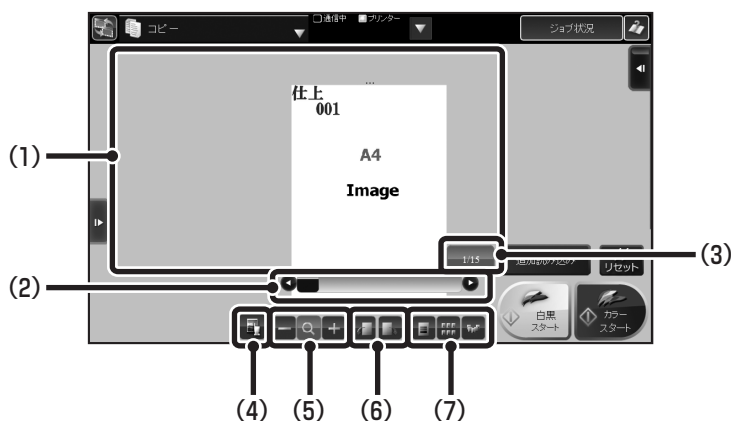 コピー
通信中
プリンター
ジョブ状況
...
仕上
001
A4
Image
(1)
1/15
(3)
リセット
(2)
白黒
スタート
カラー
スタート
(4)
(5)
(6)
(7)